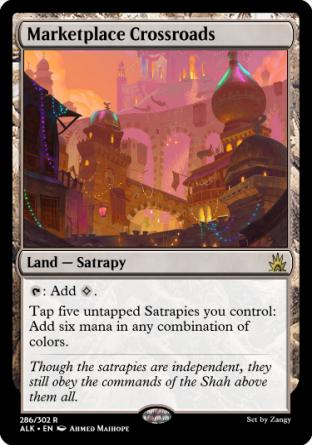 Marketplace Crossroads
Land — Satrapy
: Add .
Tap five untapped Satrapies you control:
Add six mana in any combination of
colors.
Though the satrapies are independent, they
still obey the commands of the Shah above
them all.
286/302 R
Set by Zangy
ALK • EN Ahmed Majhope